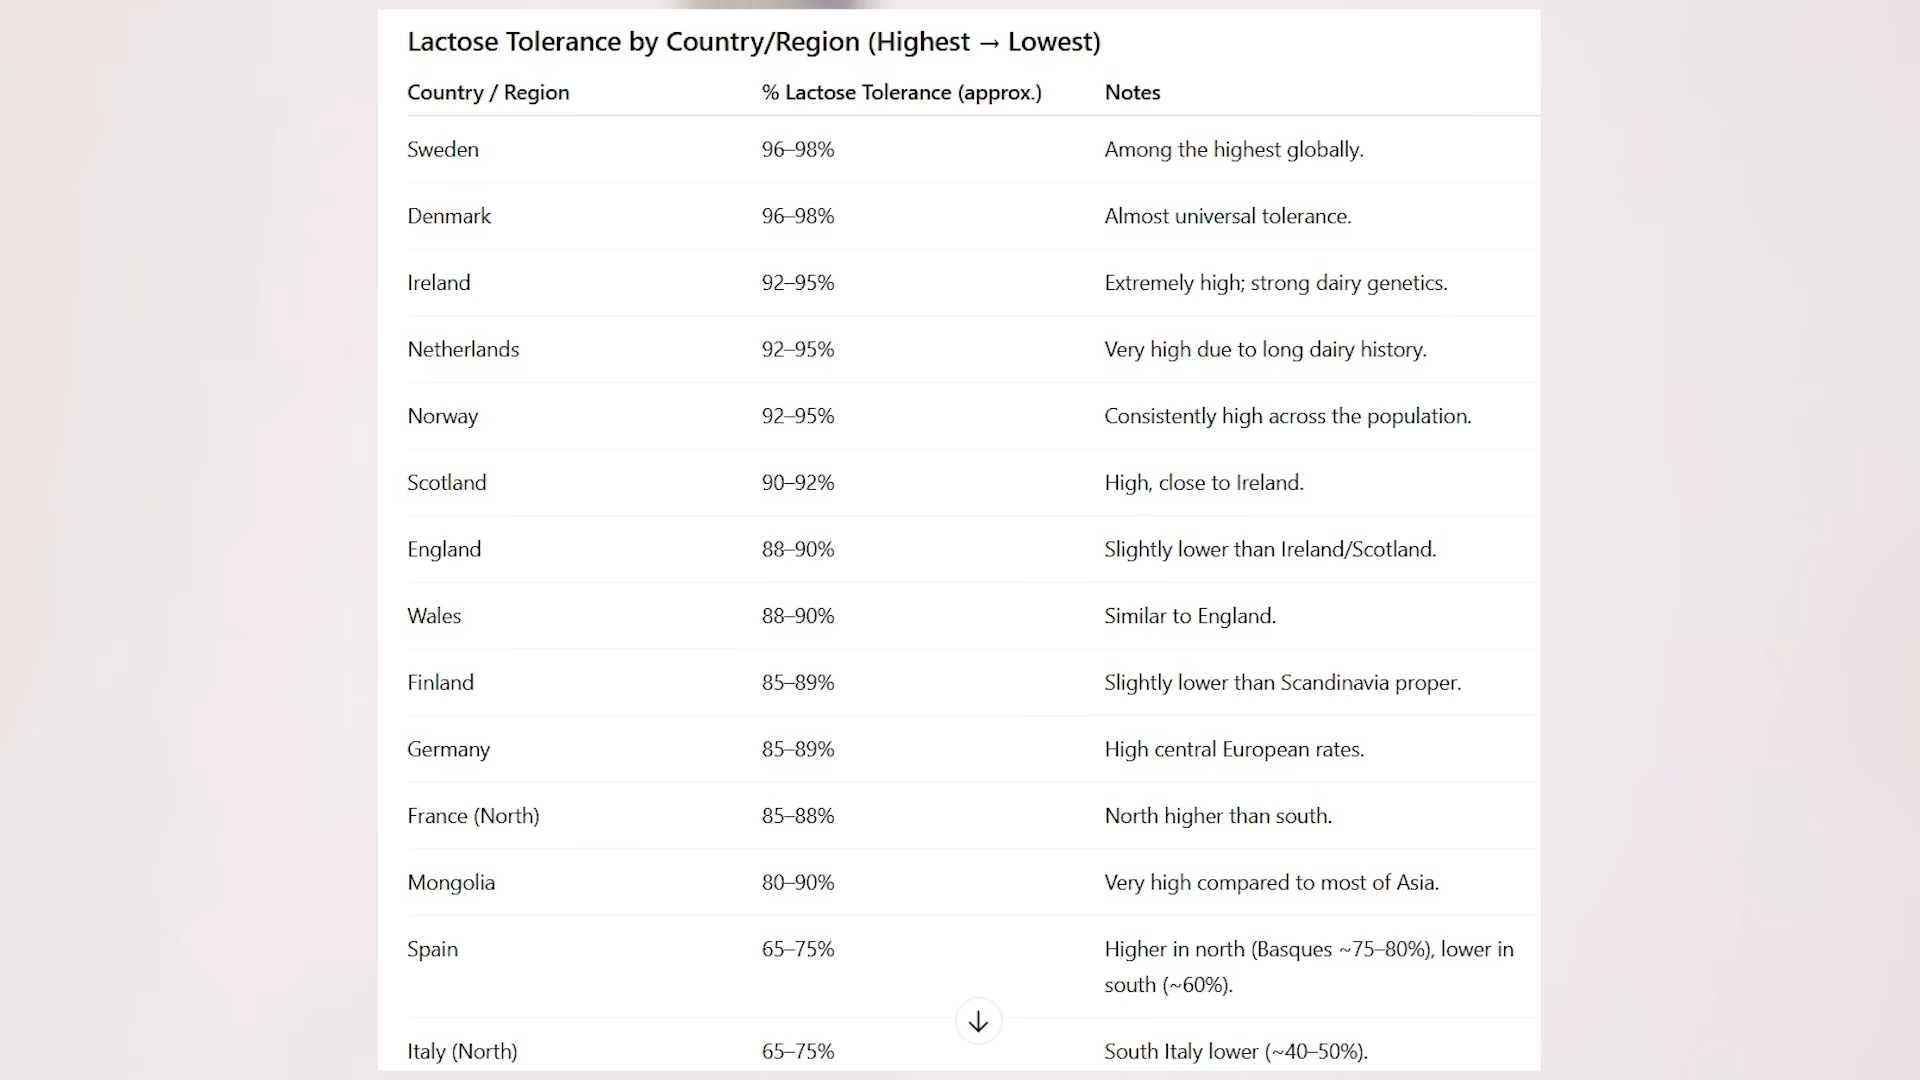 Lactose Tolerance by Country/Region (Highest → Lowest)
Country / Region % Lactose Tolerance (approx.) Notes
Sweden 96–98% Among the highest globally.
Denmark 96–98% Almost universal tolerance.
Ireland 92–95% Extremely high; strong dairy genetics.
Netherlands 92–95% Very high due to long dairy history.
Norway 92–95% Consistently high across the population.
Scotland 90–92% High, close to Ireland.
England 88–90% Slightly lower than Ireland/Scotland.
Wales 88–90% Similar to England.
Finland 85–89% Slightly lower than Scandinavia proper.
Germany 85–89% High central European rates.
France (North) 85–88% North higher than south.
Mongolia 80–90% Very high compared to most of Asia.
Spain 65–75% Higher in north (Basques ~75–80%), lower in
south (~60%).
Italy (North) 65–75% South Italy lower (~40–50%).